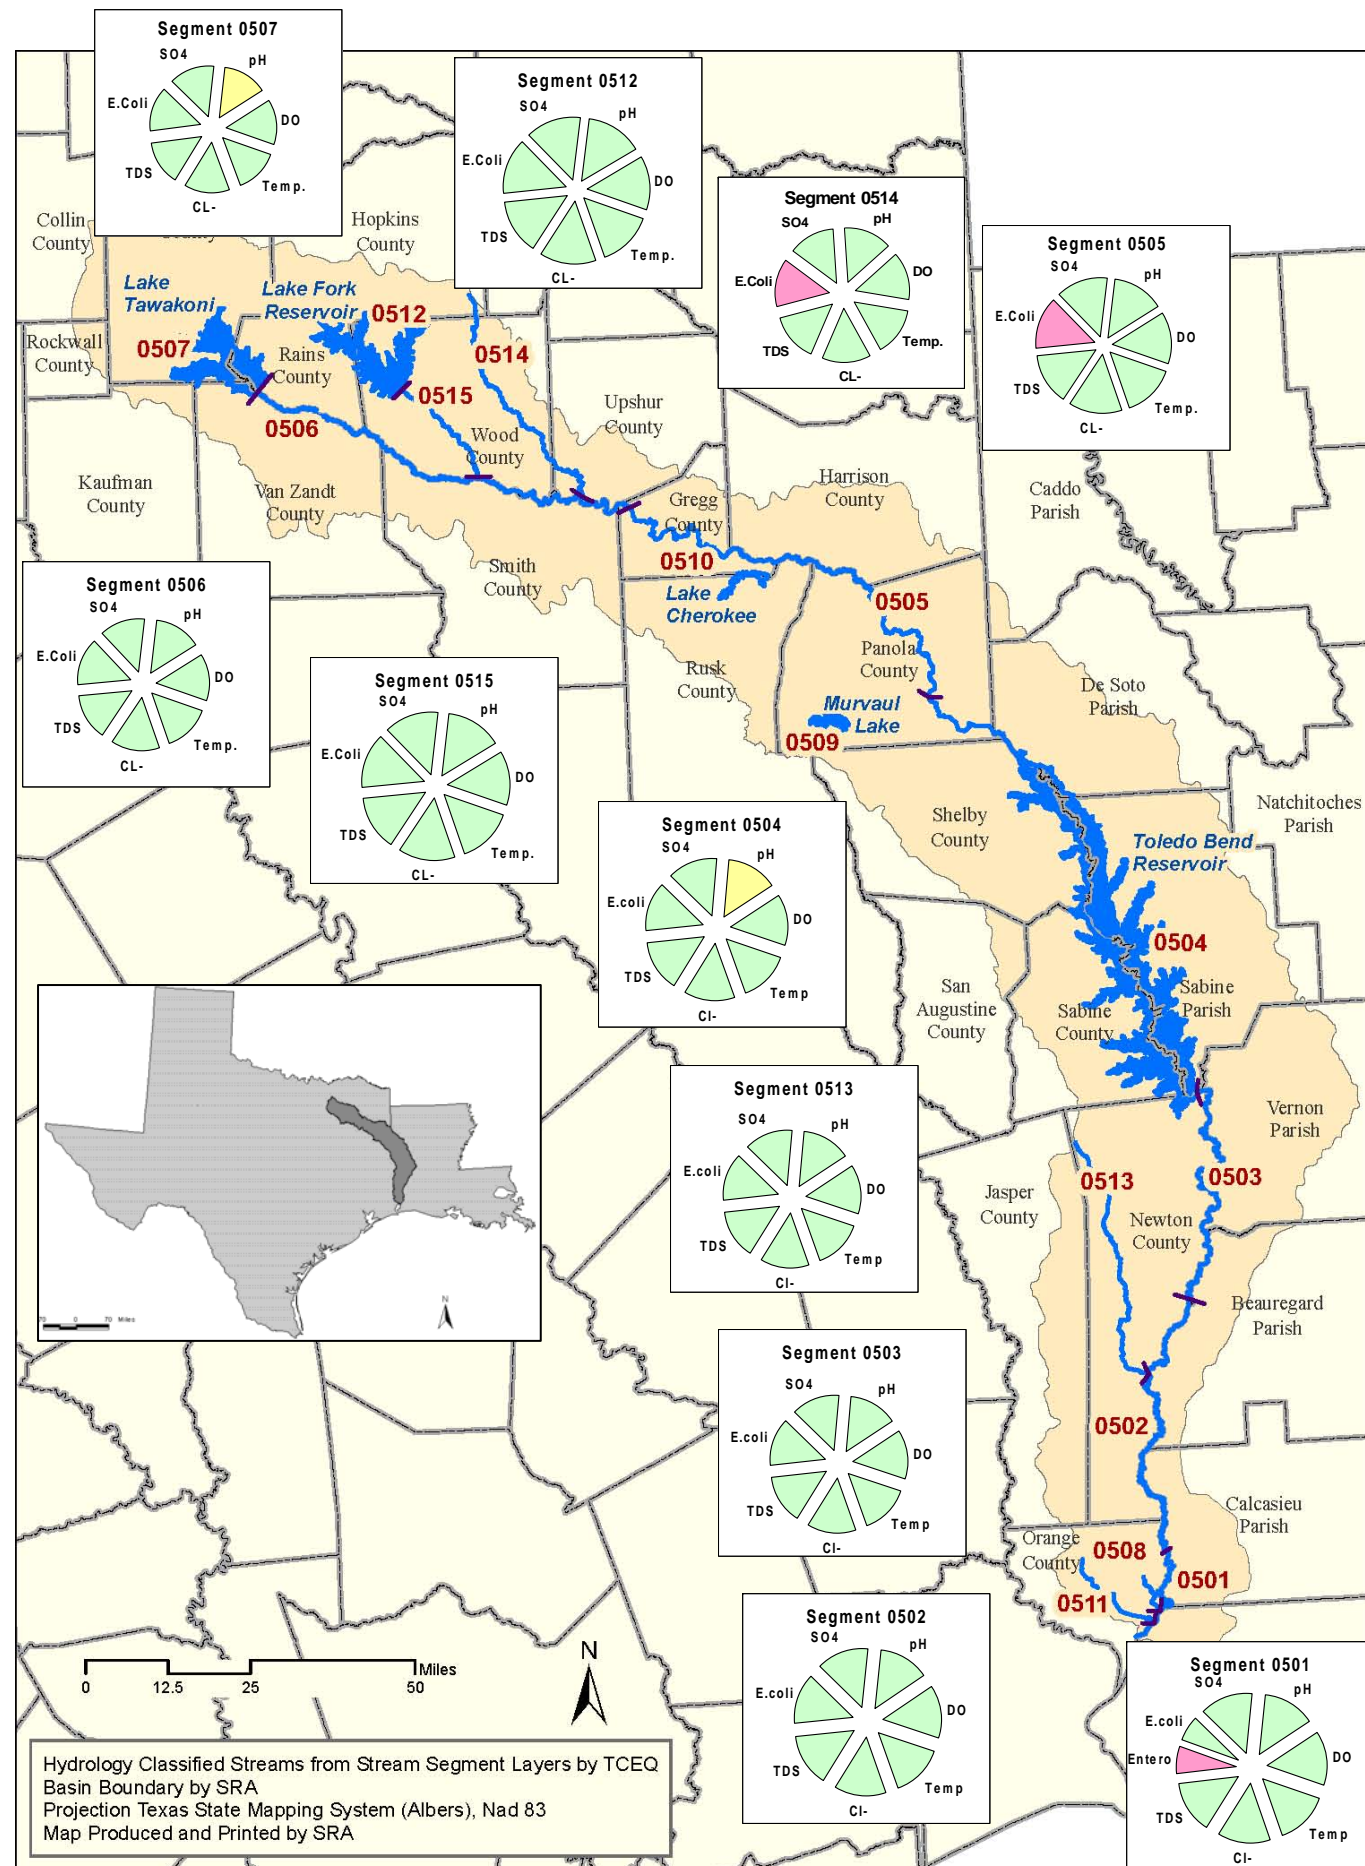 Segment 0507
SO4
pH
E.Coli
DO
TDS
Temp.
CL-
Segment 0512
SO4
pH
E.Coli
DO
TDS
Temp.
CL-
Segment 0514
SO4
pH
E.Coli
DO
TDS
Temp.
CL-
Segment 0505
SO4
pH
E.Coli
DO
TDS
Temp.
CL-
Collin
County
Hopkins
County
Lake
Tawakoni
Lake Fork
Reservoir
0512
Rockwall
County
0507
Rains
County
0514
0515
0506
Upshur
County
Wood
County
Kaufman
County
Van Zandt
County
Gregg
County
Harrison
County
Caddo
Parish
Smith
County
0510
Lake
Cherokee
0505
Panola
County
Rusk
County
De Soto
Parish
Murvaul
Lake
0509
Segment 0506
SO4
pH
E.Coli
DO
TDS
Temp.
CL-
Segment 0515
SO4
pH
E.Coli
DO
TDS
Temp.
CL-
Segment 0504
SO4
pH
E.coli
DO
TDS
Temp
Cl-
Shelby
County
Natchitoches
Parish
Toledo Bend
Reservoir
0504
San
Augustine
County
Sabine
County
Sabine
Parish
Segment 0513
SO4
pH
E.coli
DO
TDS
Temp
Cl-
Vernon
Parish
0513
0503
Jasper
County
Newton
County
Beauregard
Parish
70 0 70 Miles
N
Segment 0503
SO4
pH
E.coli
DO
TDS
Temp
Cl-
0502
Calcasieu
Parish
Orange
County
0508
0501
0511
Segment 0502
SO4
pH
E.coli
DO
TDS
Temp
Cl-
Segment 0501
SO4
pH
E.coli
Entero
DO
TDS
Temp
Cl-
Miles
0 12.5 25 50
N
Hydrology Classified Streams from Stream Segment Layers by TCEQ
Basin Boundary by SRA
Projection Texas State Mapping System (Albers), Nad 83
Map Produced and Printed by SRA